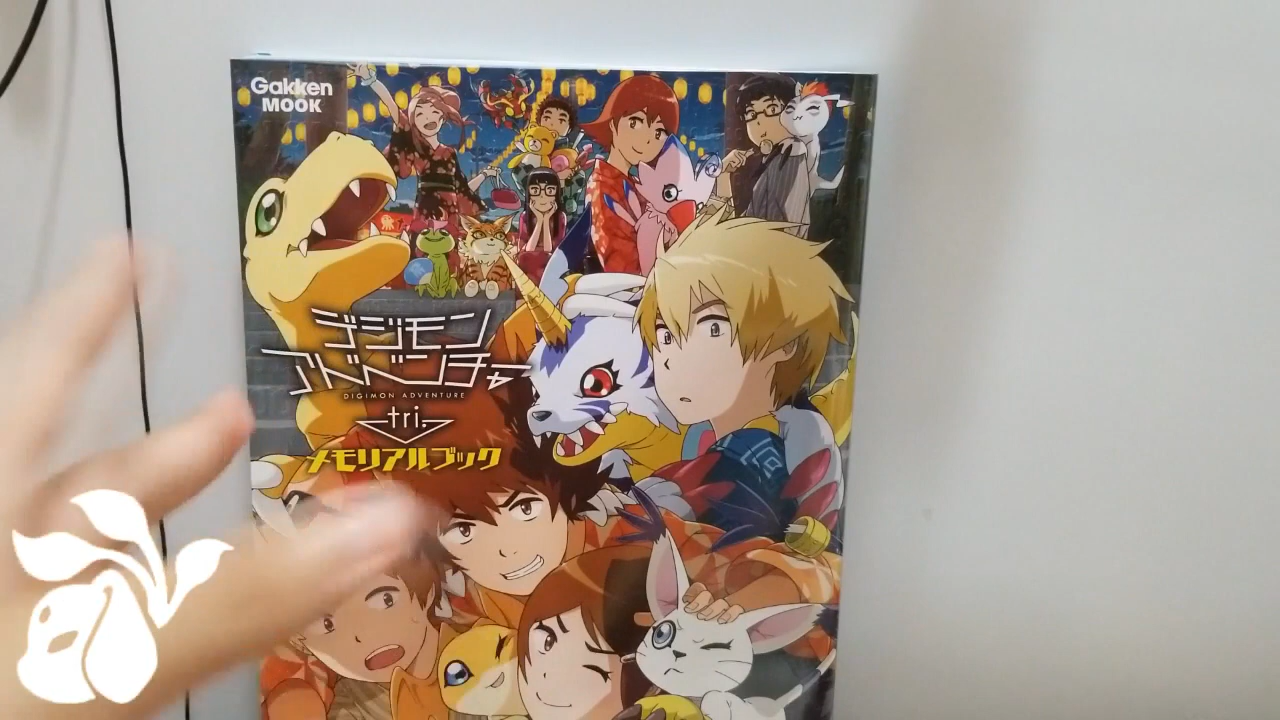 Gakken
MOOK
デジモン
アドベンチャー
DIGIMON ADVENTURE
tri.
メモリアルブック